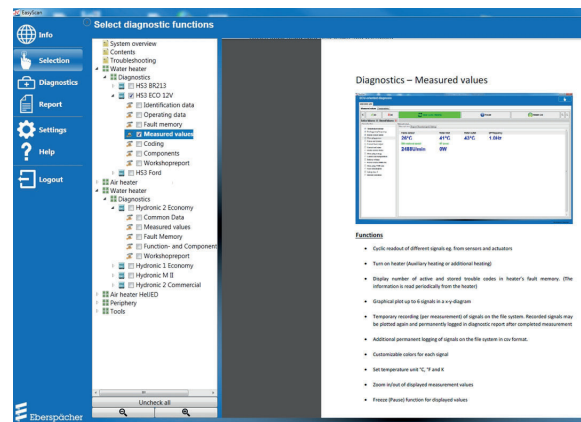 EasyScan
Info
Selection
Diagnostics
Report
Settings
Help
Logout
Eberspächer
Select diagnostic functions
System overview
Contents
Troubleshooting
Water heater
Diagnostics
HS3 BR213
HS3 ECO 12V
Identification data
Operating data
Fault memory
Measured values
Coding
Components
Workshopreport
HS3 Ford
Air heater
Water heater
Diagnostics
Hydronic 2 Economy
Common Data
Measured values
Fault Memory
Function- and Component
Workshopreport
Hydronic 1 Economy
Hydronic M II
Hydronic 2 Commercial
Air heater HeIJED
Periphery
Tools
Uncheck all
Diagnostics – Measured values
26°C
41°C
43°C
1.0Hz
2480U/min
0W
Functions
• Cyclic readout of different signals eg. from sensors and actuators
• Turn on heater (Auxiliary heating or additional heating)
• Display number of active and stored trouble codes in heater's fault memory. (The
information is read periodically from the heater)
• Graphical plot up to 6 signals in a x-y-diagram
• Temporary recording (per measurement) of signals on the file system. Recorded signals may
be plotted again and permanently logged in diagnostic report after completed measurement
• Additional permanent logging of signals on the file system in csv format.
• Customizable colors for each signal
• Set temperature unit °C, °F and K
• Zoom in/out of displayed measurement values
• Freeze (Pause) function for displayed values